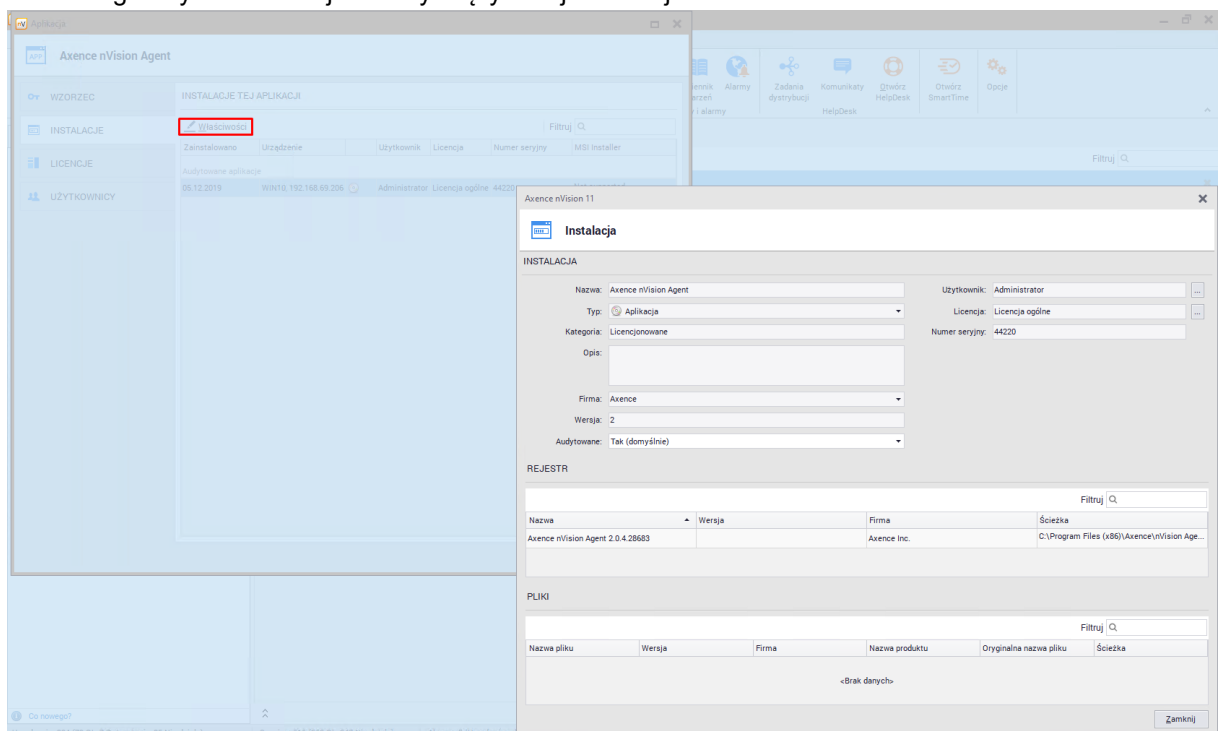 Aplikacja
APP Axence nVision Agent
WZORZEC
INSTALACJE
LICENCJE
UŻYTKOWNICY
INSTALACJE TEJ APLIKACJI
Właściwości
Filtruj
Zainstalowano Urządzenie Użytkownik Licencja Numer seryjny MSI Installer
Audytowane aplikacje
05.12.2019 WIN10, 192.168.69.206 Administrator Licencja ogólne 44220
Alarmy Zadania dystrybucji Komunikaty Otwórz HelpDesk Otwórz SmartTime Opcje
i alarmy HelpDesk
Filtruj
Axence nVision 11
Instalacja
INSTALACJA
Nazwa: Axence nVision Agent Użytkownik: Administrator ...
Typ: Aplikacja Licencja: Licencja ogólne ...
Kategoria: Licencjonowane Numer seryjny: 44220
Opis:
Firma: Axence
Wersja: 2
Audytowane: Tak (domyślnie)
REJESTR
Filtruj
Nazwa Wersja Firma Ścieżka
Axence nVision Agent 2.0.4.28683 Axence Inc. C:\Program Files (x86)\Axence\nVision Age...
PLIKI
Filtruj
Nazwa pliku Wersja Firma Nazwa produktu Oryginalna nazwa pliku Ścieżka
<Brak danych>
Zamknij
Co nowego?